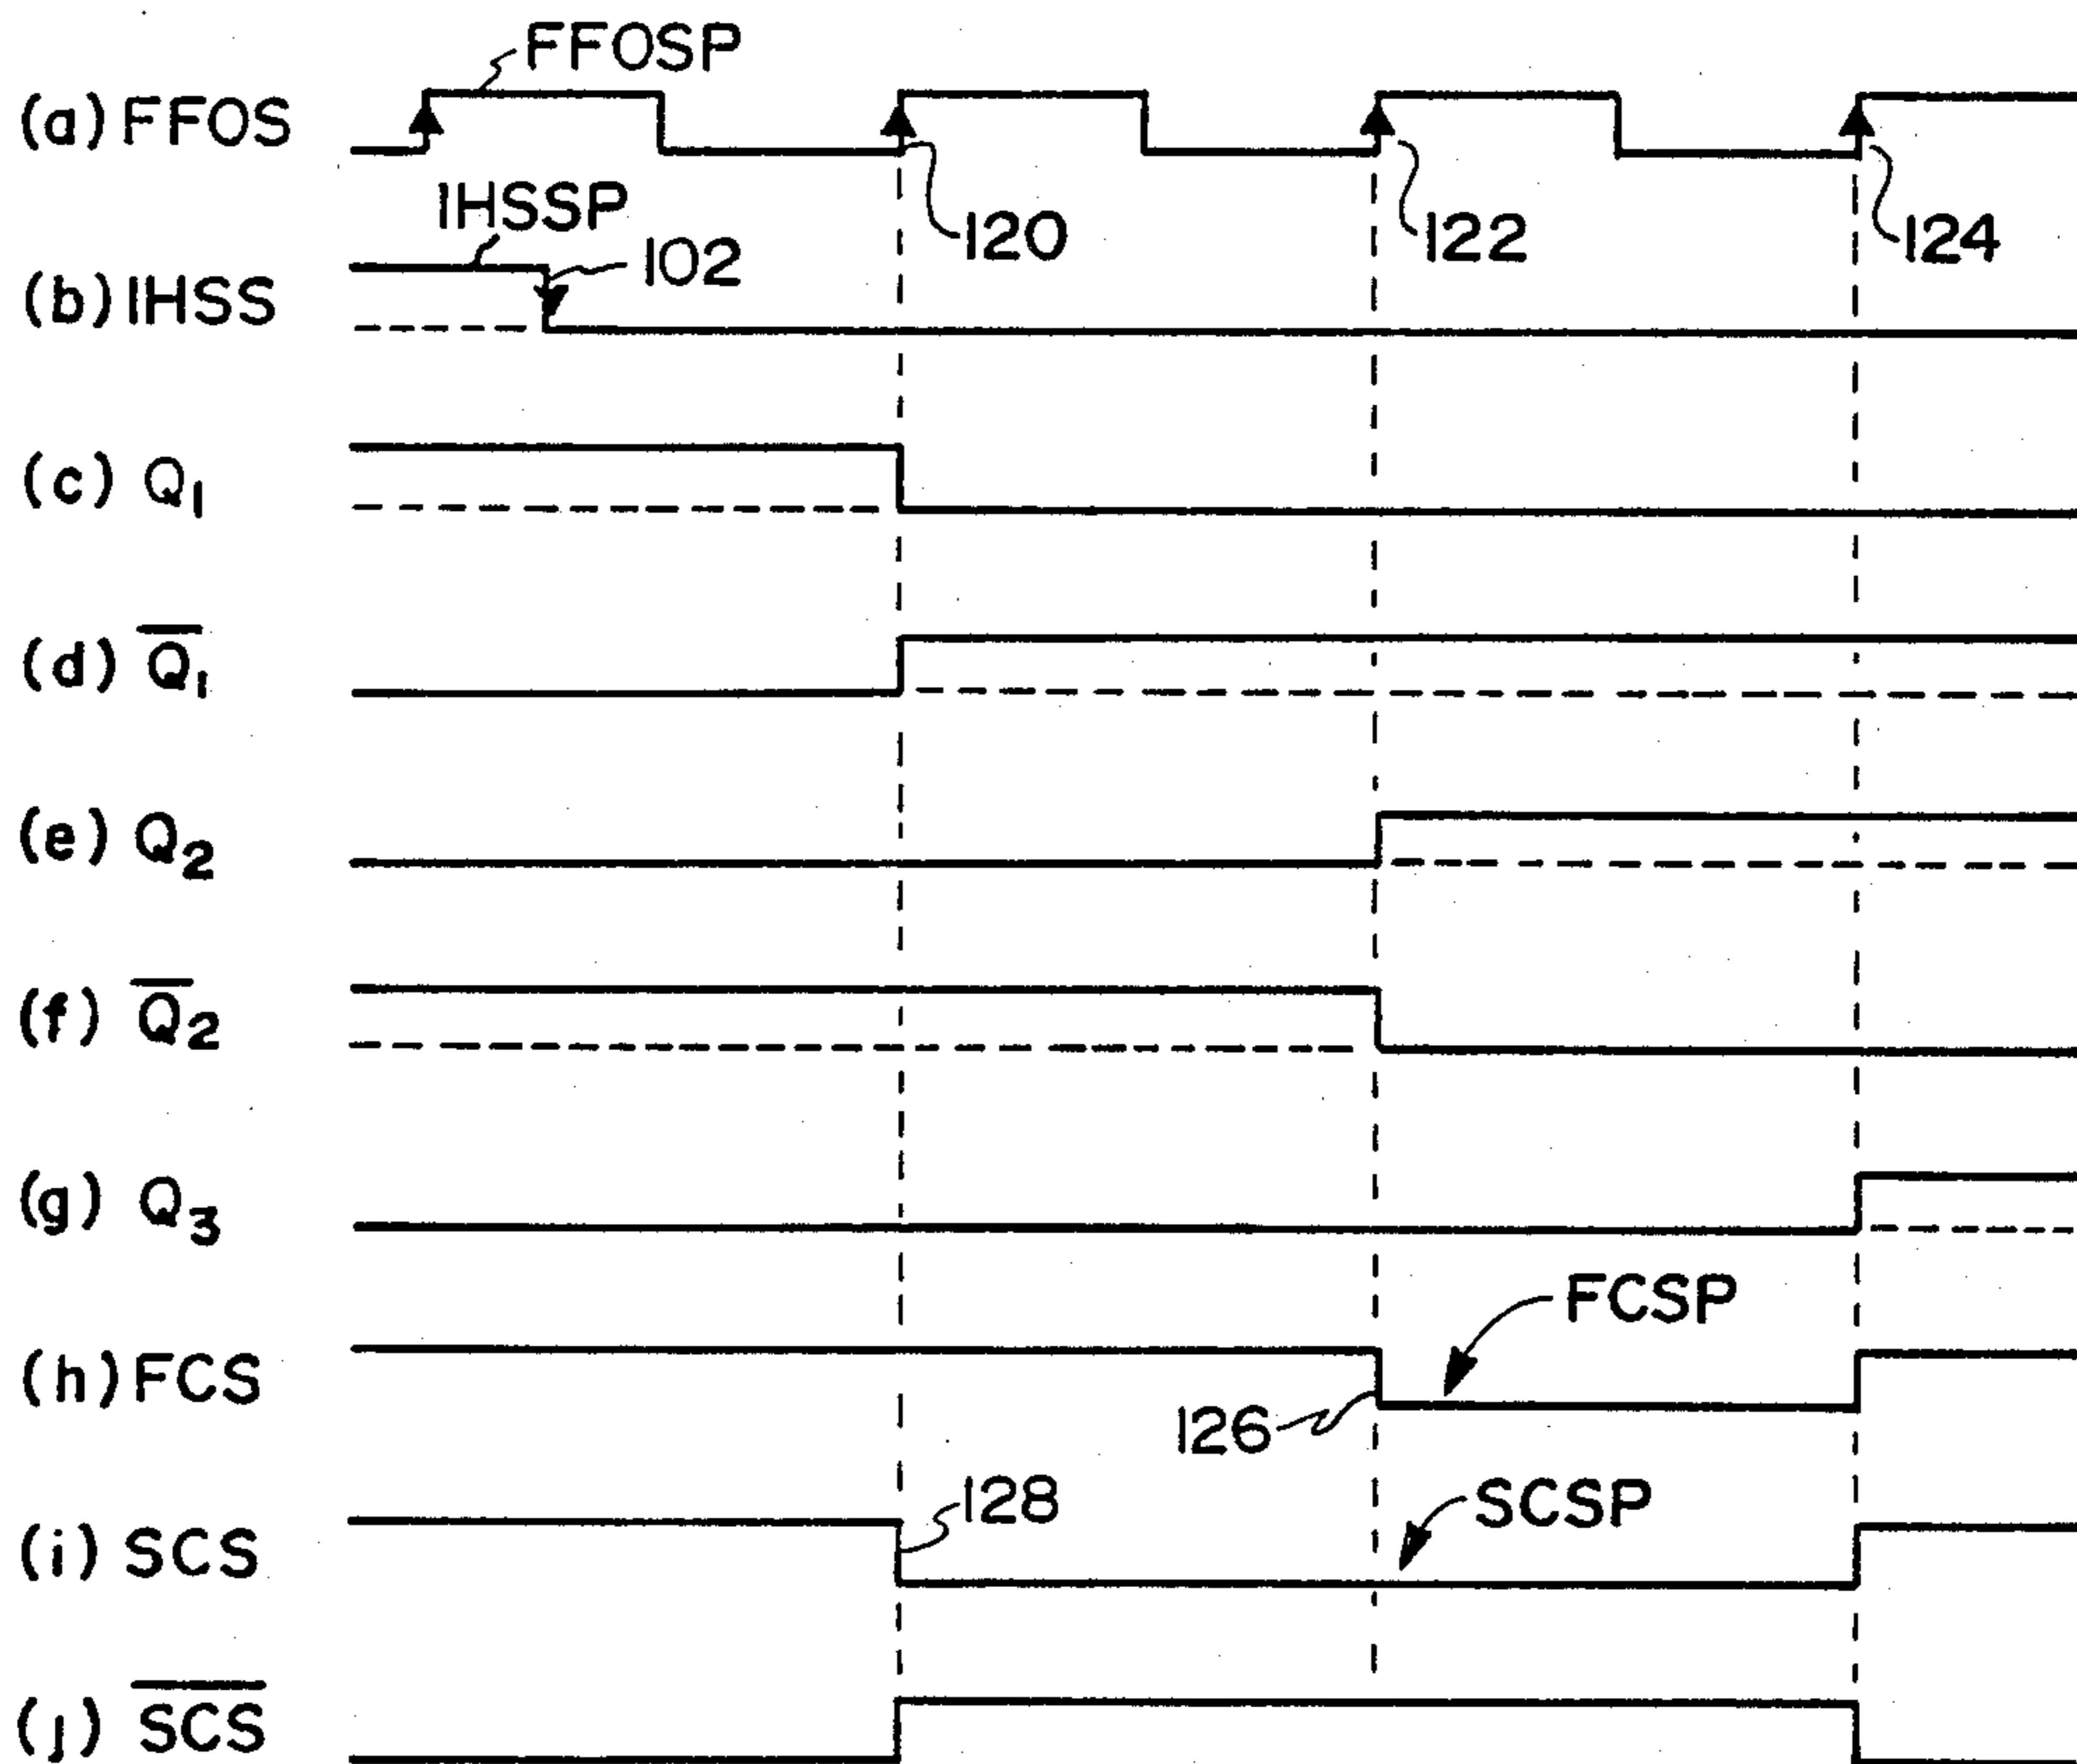 FFOSP
(a) FFOS
120
122
124
IHSSP
102
(b) IHSS
(c) Q1
(d) Q̅1
(e) Q2
(f) Q̅2
(g) Q3
FCSP
(h) FCS
126
128
SCSP
(i) SCS
(j) S̅C̅S̅